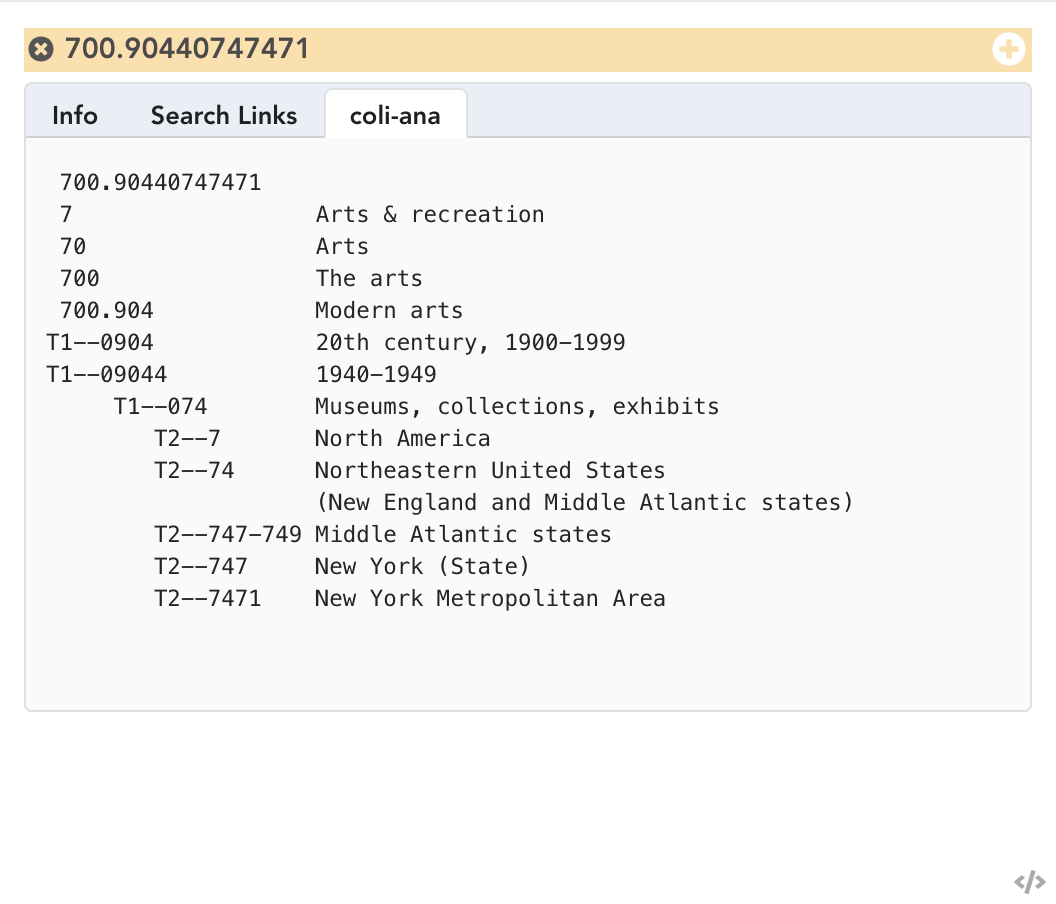 700.90440747471
Info Search Links coli-ana
700.90440747471
7 Arts & recreation
70 Arts
700 The arts
700.904 Modern arts
T1--0904 20th century, 1900-1999
T1--09044 1940-1949
T1--074 Museums, collections, exhibits
T2--7 North America
T2--74 Northeastern United States
(New England and Middle Atlantic states)
T2--747-749 Middle Atlantic states
T2--747 New York (State)
T2--7471 New York Metropolitan Area